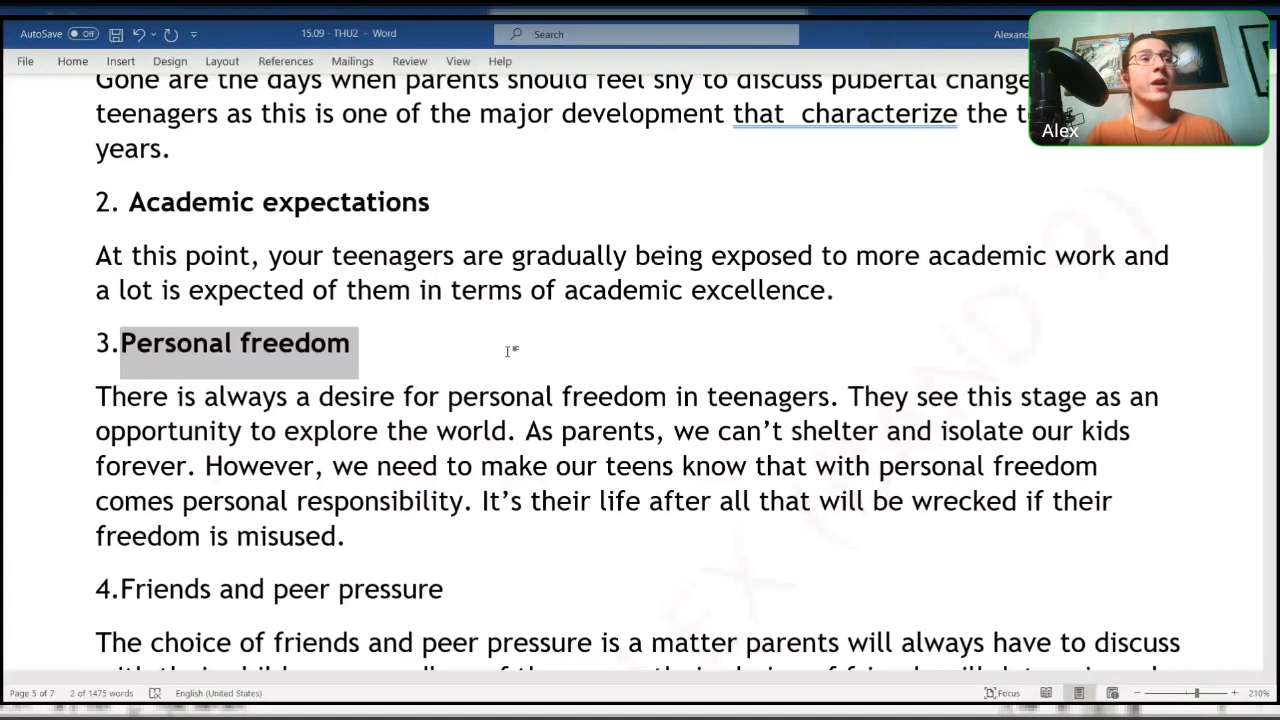 AutoSave Off 15.09 - THU2 - Word Search Alexand
File Home Insert Design Layout References Mailings Review View Help
Alex
Gone are the days when parents should feel shy to discuss pubertal change
teenagers as this is one of the major development that characterize the t
years.
2. Academic expectations
At this point, your teenagers are gradually being exposed to more academic work and
a lot is expected of them in terms of academic excellence.
3.Personal freedom
There is always a desire for personal freedom in teenagers. They see this stage as an
opportunity to explore the world. As parents, we can’t shelter and isolate our kids
forever. However, we need to make our teens know that with personal freedom
comes personal responsibility. It’s their life after all that will be wrecked if their
freedom is misused.
4.Friends and peer pressure
The choice of friends and peer pressure is a matter parents will always have to discuss
Page 5 of 7 2 of 1475 words English (United States) Focus 210%